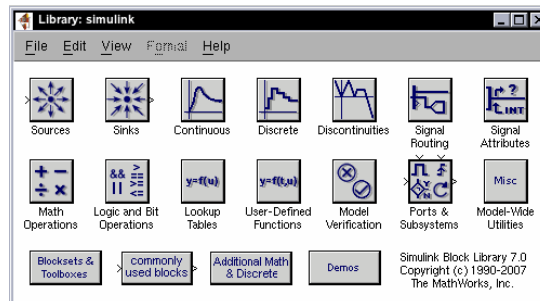 Library: simulink
File Edit View Format Help
Sources Sinks Continuous Discrete Discontinuities Signal Routing Signal Attributes
? INT
+ − ÷ × && || >= <= y=f(u) y=f(t,u) Misc
Math Operations Logic and Bit Operations Lookup Tables User-Defined Functions Model Verification Ports & Subsystems Model-Wide Utilities
Blocksets & Toolboxes
commonly used blocks
Additional Math & Discrete
Demos
Simulink Block Library 7.0
Copyright (c) 1990-2007
The MathWorks, Inc.